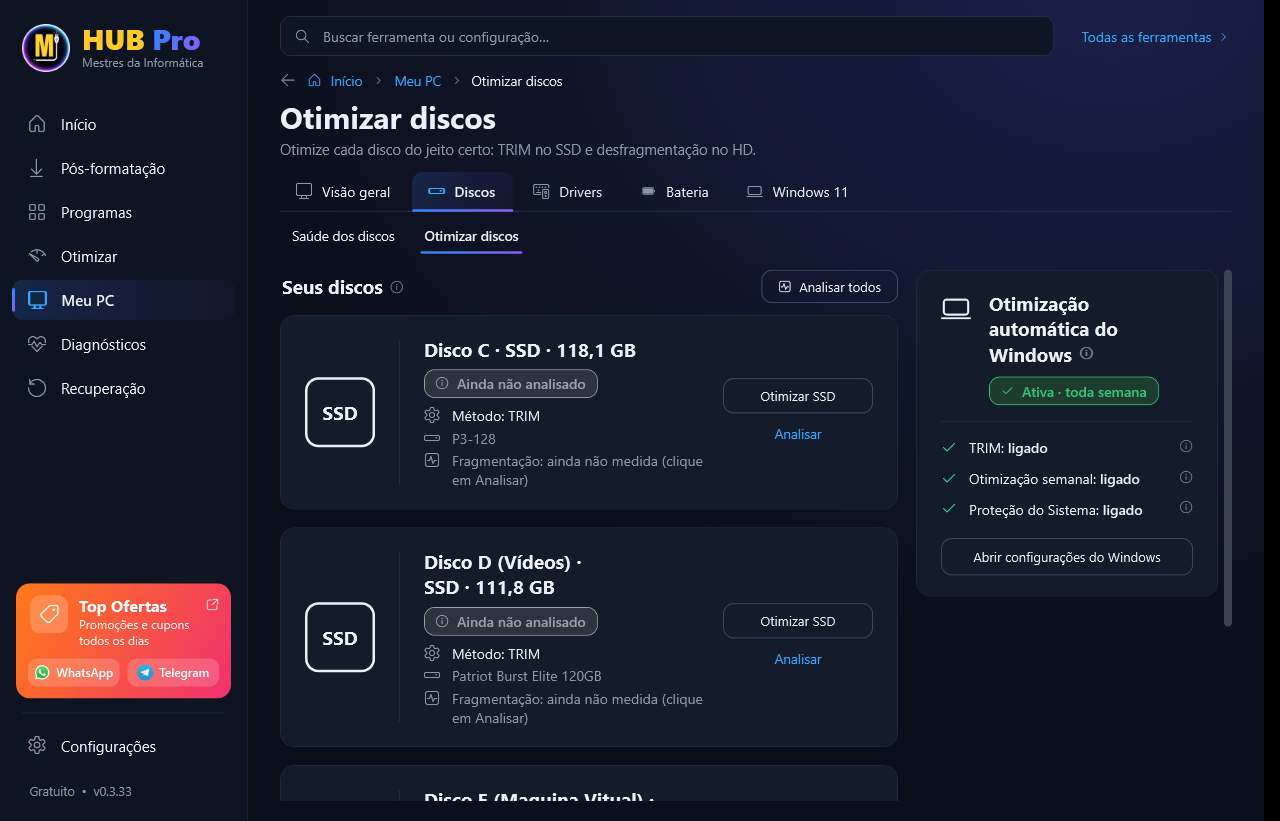 HUB Pro
Mestres da Informática
Início
Pós-formatação
Programas
Otimizar
Meu PC
Diagnósticos
Recuperação
Top Ofertas
Promoções e cupons
todos os dias
WhatsApp
Telegram
Configurações
Gratuito • v0.3.33
Buscar ferramenta ou configuração...
Todas as ferramentas
Início
Meu PC
Otimizar discos
Otimizar discos
Otimize cada disco do jeito certo: TRIM no SSD e desfragmentação no HD.
Visão geral
Discos
Drivers
Bateria
Windows 11
Saúde dos discos
Otimizar discos
Seus discos
Analisar todos
SSD
Disco C · SSD · 118,1 GB
Ainda não analisado
Método: TRIM
P3-128
Fragmentação: ainda não medida (clique
em Analisar)
Otimizar SSD
Analisar
SSD
Disco D (Vídeos) ·
SSD · 111,8 GB
Ainda não analisado
Método: TRIM
Patriot Burst Elite 120GB
Fragmentação: ainda não medida (clique
em Analisar)
Otimizar SSD
Analisar
Disco E (Maquina Vitual) ·
Otimização
automática do
Windows
Ativa · toda semana
TRIM: ligado
Otimização semanal: ligado
Proteção do Sistema: ligado
Abrir configurações do Windows